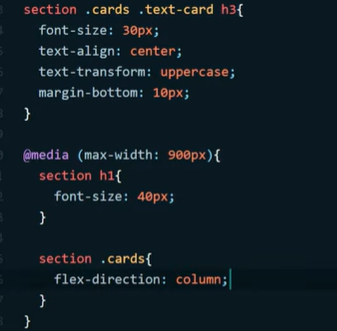 section .cards .text-card h3{
font-size: 30px;
text-align: center;
text-transform: uppercase;
margin-bottom: 10px;
}
@media (max-width: 900px){
section h1{
font-size: 40px;
}
section .cards{
flex-direction: column;
}
}